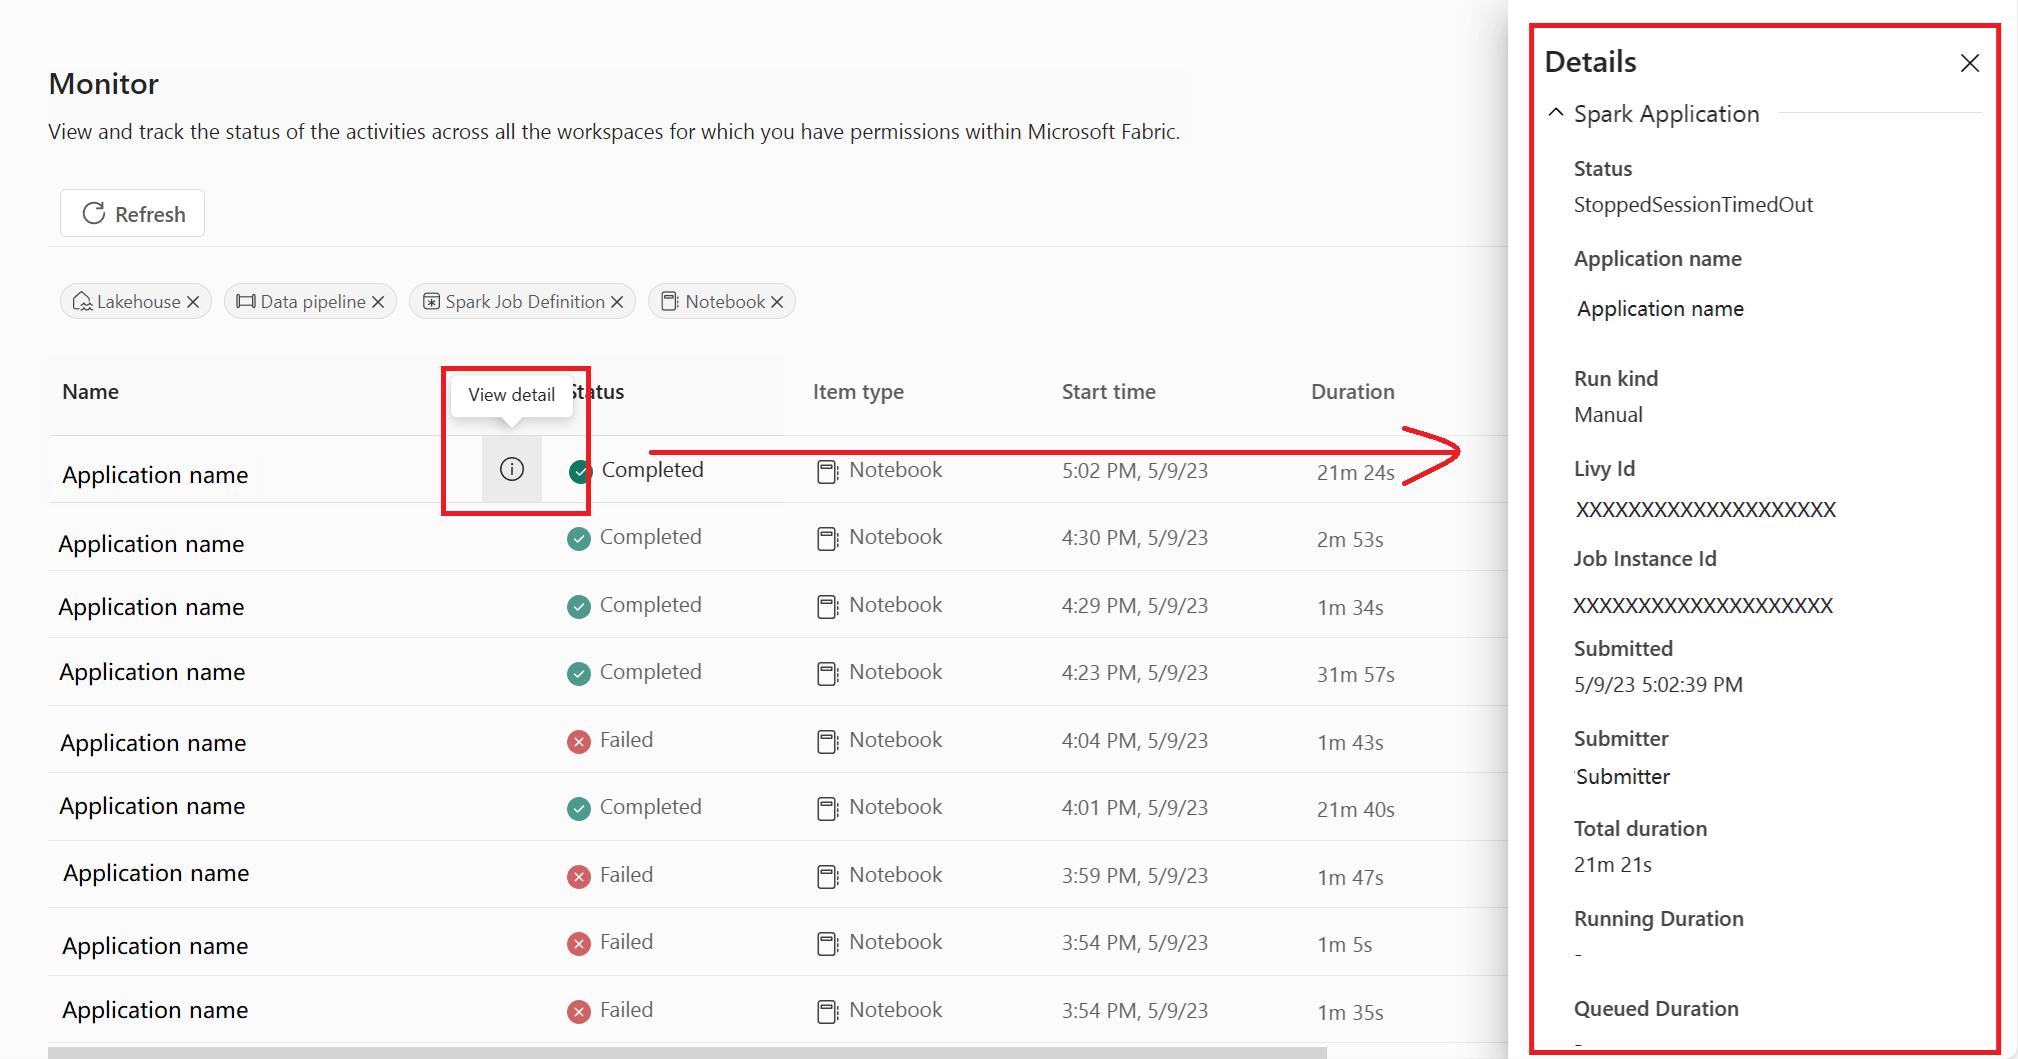 Monitor
View and track the status of the activities across all the workspaces for which you have permissions within Microsoft Fabric.
Refresh
Lakehouse Data pipeline Spark Job Definition Notebook
Name View detail Status Item type Start time Duration
Application name Completed Notebook 5:02 PM, 5/9/23 21m 24s
Application name Completed Notebook 4:30 PM, 5/9/23 2m 53s
Application name Completed Notebook 4:29 PM, 5/9/23 1m 34s
Application name Completed Notebook 4:23 PM, 5/9/23 31m 57s
Application name Failed Notebook 4:04 PM, 5/9/23 1m 43s
Application name Completed Notebook 4:01 PM, 5/9/23 21m 40s
Application name Failed Notebook 3:59 PM, 5/9/23 1m 47s
Application name Failed Notebook 3:54 PM, 5/9/23 1m 5s
Application name Failed Notebook 3:54 PM, 5/9/23 1m 35s
Details
Spark Application
Status
StoppedSessionTimedOut
Application name
Application name
Run kind
Manual
Livy Id
XXXXXXXXXXXXXXXXXXXX
Job Instance Id
XXXXXXXXXXXXXXXXXXXX
Submitted
5/9/23 5:02:39 PM
Submitter
Submitter
Total duration
21m 21s
Running Duration
-
Queued Duration
-